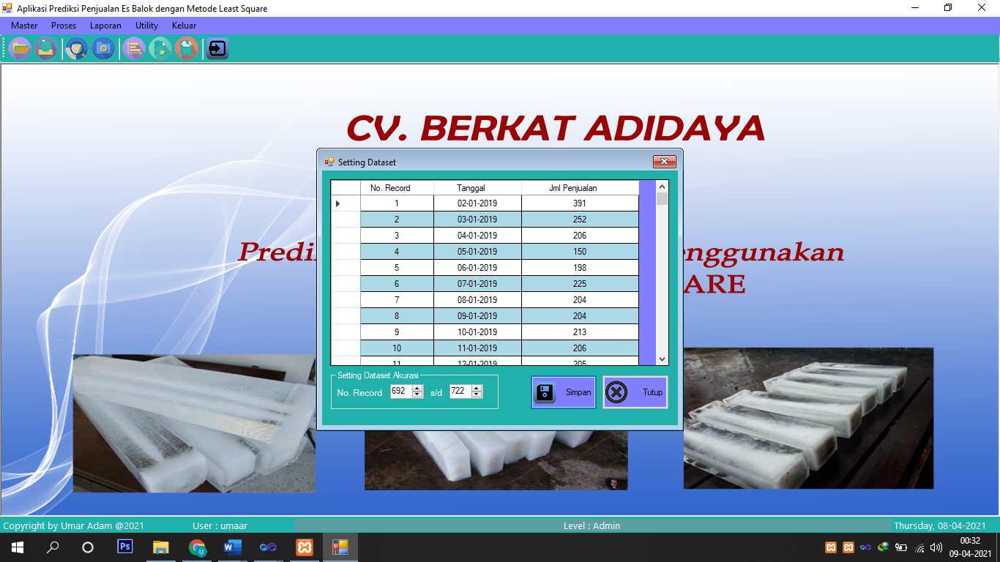 Aplikasi Prediksi Penjualan Es Balok dengan Metode Least Square
Master Proses Laporan Utility Keluar
CV. BERKAT ADIDAYA
Setting Dataset
No. Record Tanggal Jml Penjualan
1 02-01-2019 391
2 03-01-2019 252
3 04-01-2019 206
4 05-01-2019 150
5 06-01-2019 198
6 07-01-2019 225
7 08-01-2019 204
8 09-01-2019 204
9 10-01-2019 213
10 11-01-2019 206
11 12-01-2019 205
Setting Dataset Akurasi
No. Record 692 s/d 722
Simpan Tutup
Copyright by Umar Adam @2021 User : umaar Level : Admin Thursday, 08-04-2021
Ps
U
W
00:32
09-04-2021